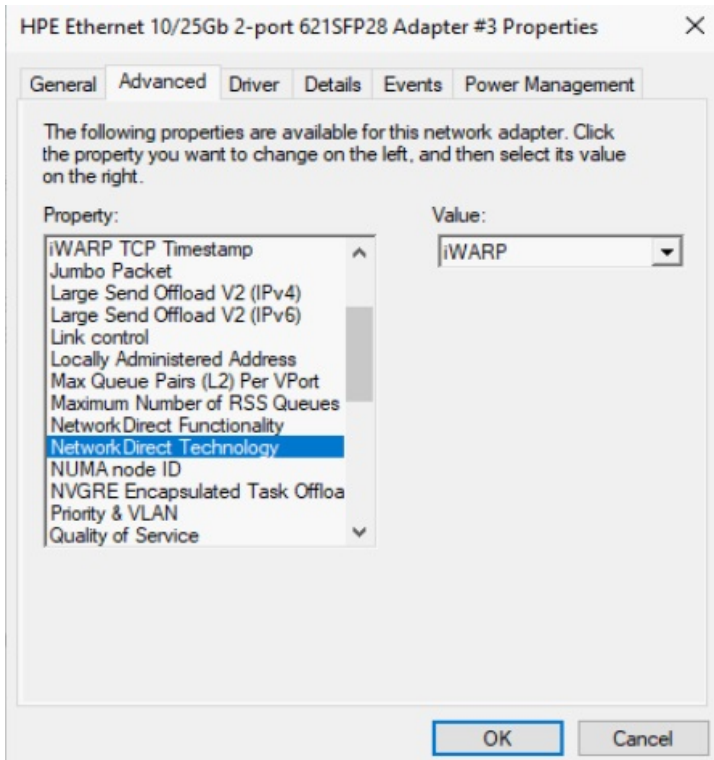 HPE Ethernet 10/25Gb 2-port 621SFP28 Adapter #3 Properties
General Advanced Driver Details Events Power Management
The following properties are available for this network adapter. Click
the property you want to change on the left, and then select its value
on the right.
Property:
Value:
iWARP TCP Timestamp
Jumbo Packet
Large Send Offload V2 (IPv4)
Large Send Offload V2 (IPv6)
Link control
Locally Administered Address
Max Queue Pairs (L2) Per VPort
Maximum Number of RSS Queues
NetworkDirect Functionality
NetworkDirect Technology
NUMA node ID
NVGRE Encapsulated Task Offloa
Priority & VLAN
Quality of Service
iWARP
OK
Cancel